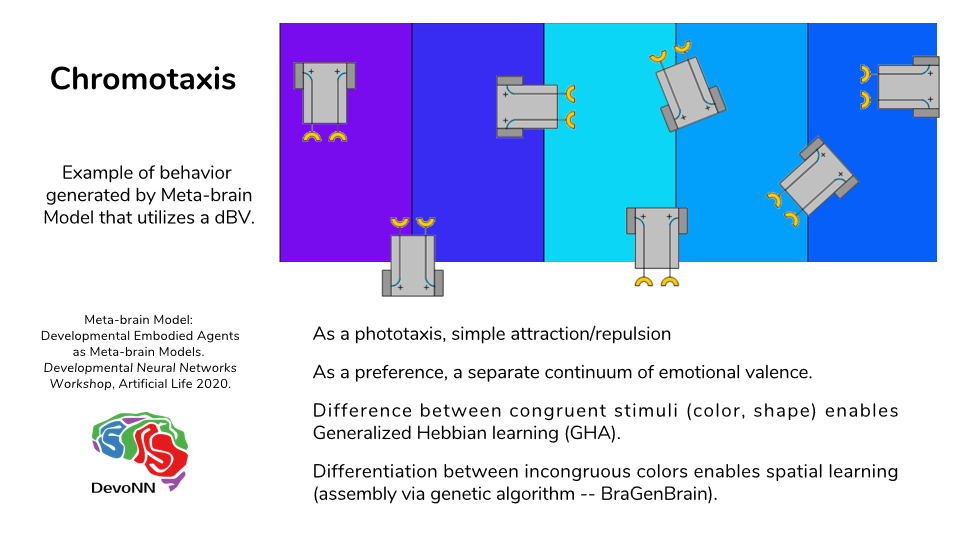 Chromotaxis
Example of behavior
generated by Meta-brain
Model that utilizes a dBV.
Meta-brain Model:
Developmental Embodied Agents
as Meta-brain Models.
Developmental Neural Networks
Workshop, Artificial Life 2020.
DevoNN
As a phototaxis, simple attraction/repulsion
As a preference, a separate continuum of emotional valence.
Difference between congruent stimuli (color, shape) enables
Generalized Hebbian learning (GHA).
Differentiation between incongruous colors enables spatial learning
(assembly via genetic algorithm -- BraGenBrain).